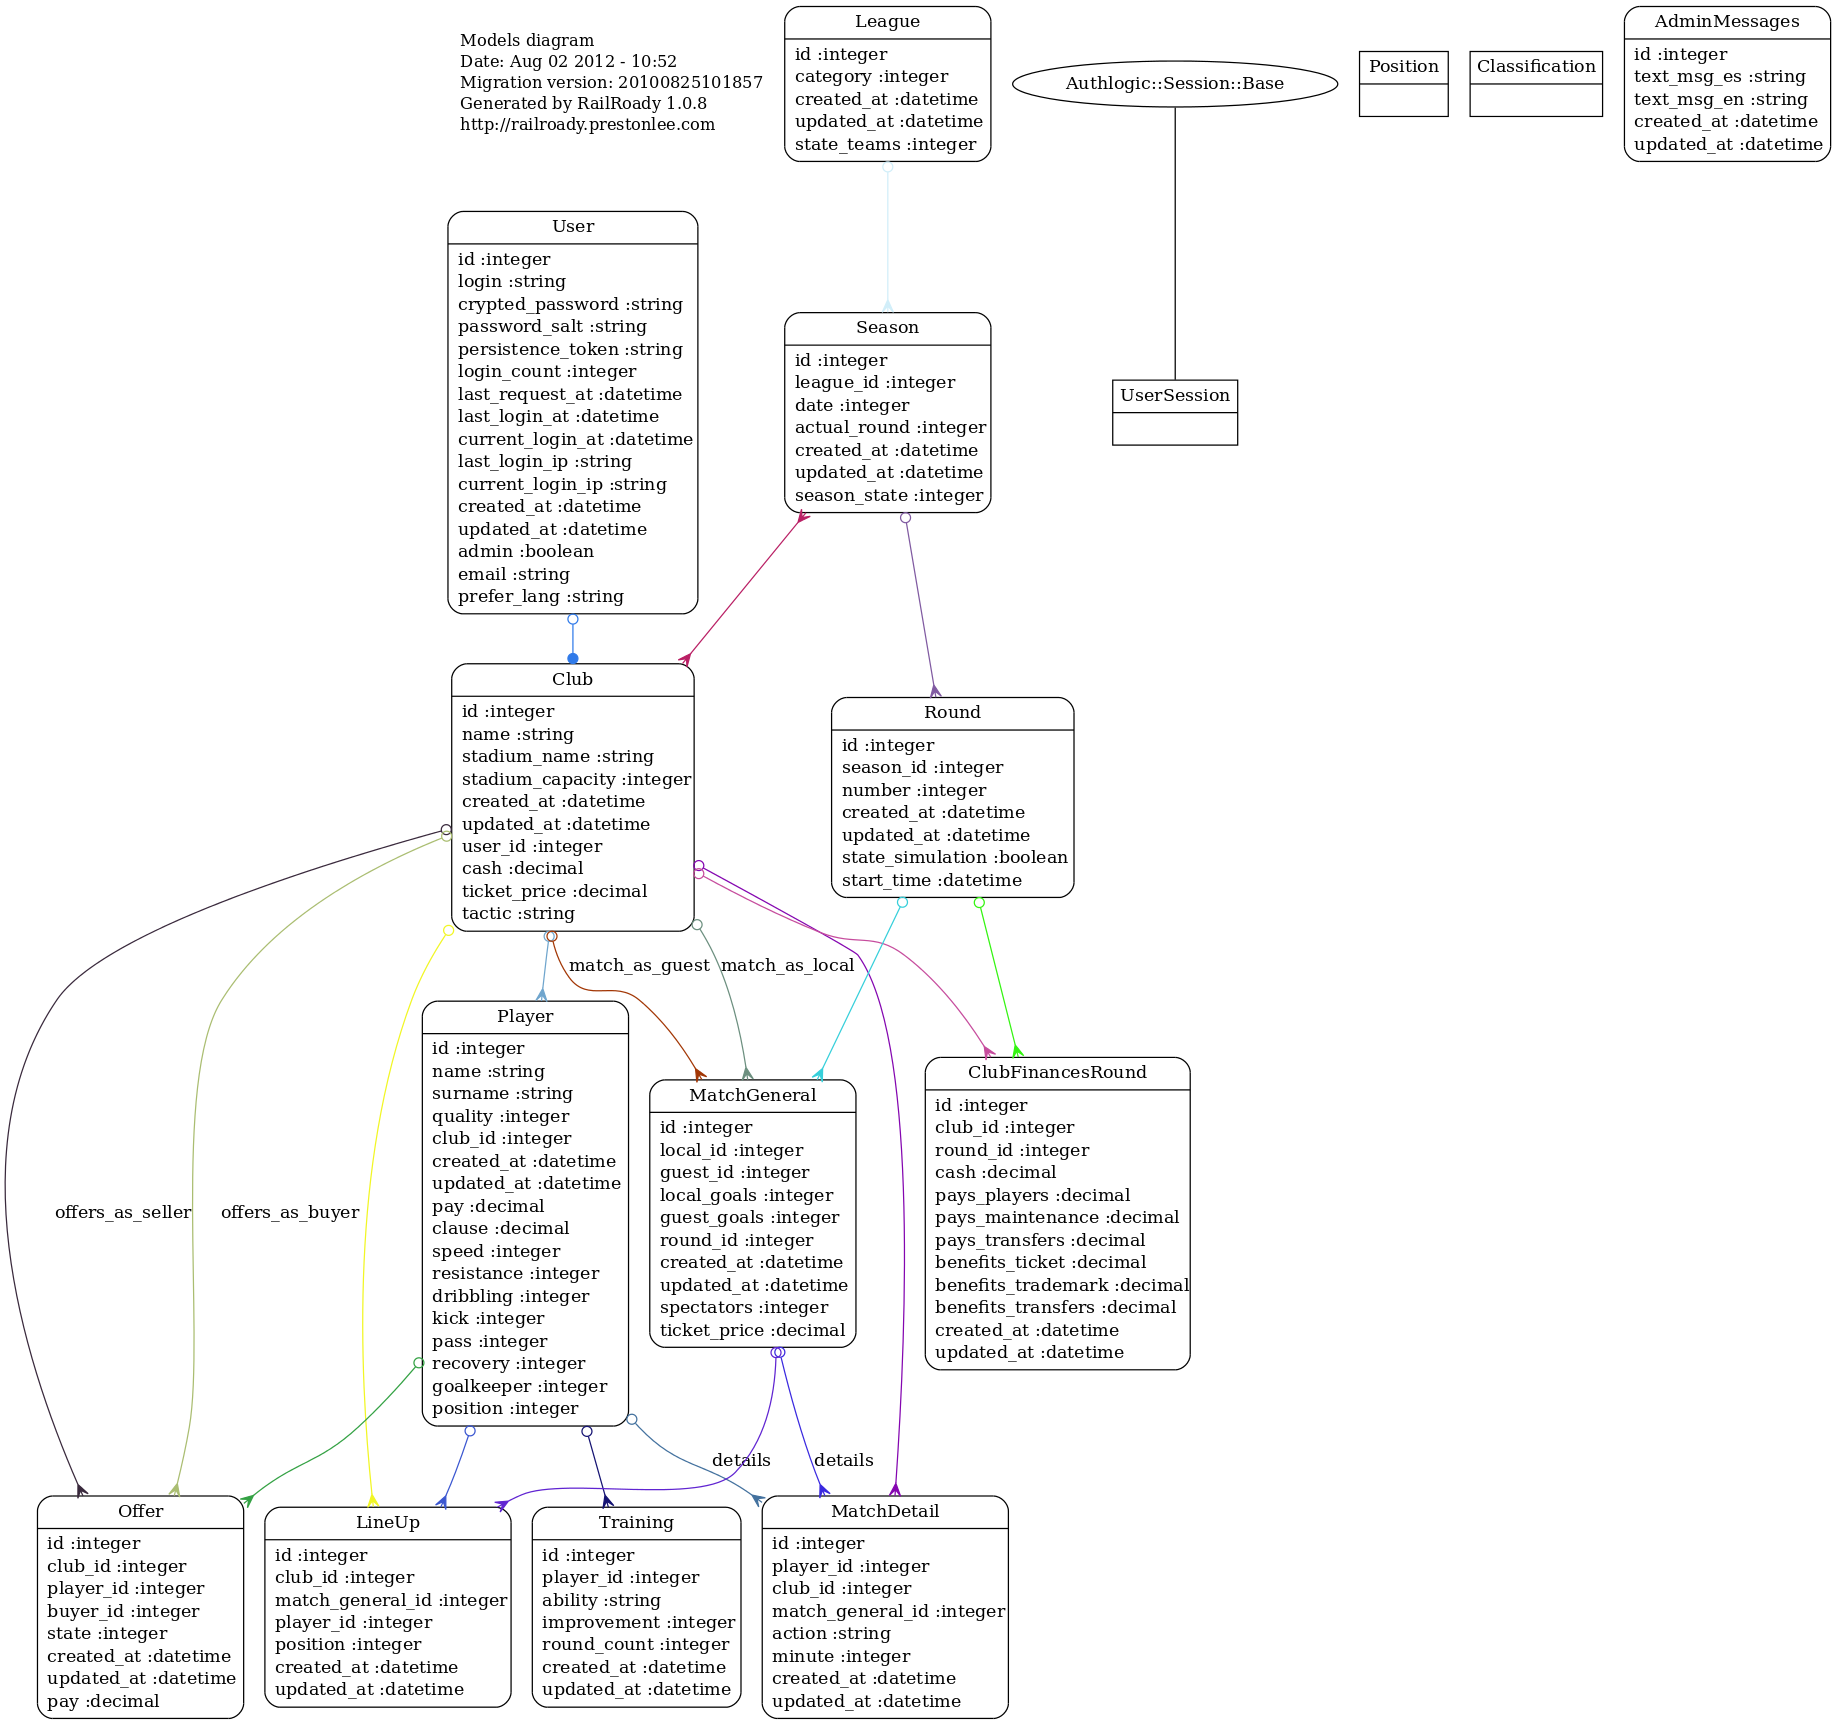 Models diagram
Date: Aug 02 2012 - 10:52
Migration version: 20100825101857
Generated by RailRoady 1.0.8
http://railroady.prestonlee.com
League
id :integer
category :integer
created_at :datetime
updated_at :datetime
state_teams :integer
Authlogic::Session::Base
Position
Classification
AdminMessages
id :integer
text_msg_es :string
text_msg_en :string
created_at :datetime
updated_at :datetime
User
id :integer
login :string
crypted_password :string
password_salt :string
persistence_token :string
login_count :integer
last_request_at :datetime
last_login_at :datetime
current_login_at :datetime
last_login_ip :string
current_login_ip :string
created_at :datetime
updated_at :datetime
admin :boolean
email :string
prefer_lang :string
Season
id :integer
league_id :integer
date :integer
actual_round :integer
created_at :datetime
updated_at :datetime
season_state :integer
UserSession
Club
id :integer
name :string
stadium_name :string
stadium_capacity :integer
created_at :datetime
updated_at :datetime
user_id :integer
cash :decimal
ticket_price :decimal
tactic :string
Round
id :integer
season_id :integer
number :integer
created_at :datetime
updated_at :datetime
state_simulation :boolean
start_time :datetime
match_as_guest
match_as_local
offers_as_seller
offers_as_buyer
Player
id :integer
name :string
surname :string
quality :integer
club_id :integer
created_at :datetime
updated_at :datetime
pay :decimal
clause :decimal
speed :integer
resistance :integer
dribbling :integer
kick :integer
pass :integer
recovery :integer
goalkeeper :integer
position :integer
MatchGeneral
id :integer
local_id :integer
guest_id :integer
local_goals :integer
guest_goals :integer
round_id :integer
created_at :datetime
updated_at :datetime
spectators :integer
ticket_price :decimal
ClubFinancesRound
id :integer
club_id :integer
round_id :integer
cash :decimal
pays_players :decimal
pays_maintenance :decimal
pays_transfers :decimal
benefits_ticket :decimal
benefits_trademark :decimal
benefits_transfers :decimal
created_at :datetime
updated_at :datetime
details
details
Offer
id :integer
club_id :integer
player_id :integer
buyer_id :integer
state :integer
created_at :datetime
updated_at :datetime
pay :decimal
LineUp
id :integer
club_id :integer
match_general_id :integer
player_id :integer
position :integer
created_at :datetime
updated_at :datetime
Training
id :integer
player_id :integer
ability :string
improvement :integer
round_count :integer
created_at :datetime
updated_at :datetime
MatchDetail
id :integer
player_id :integer
club_id :integer
match_general_id :integer
action :string
minute :integer
created_at :datetime
updated_at :datetime